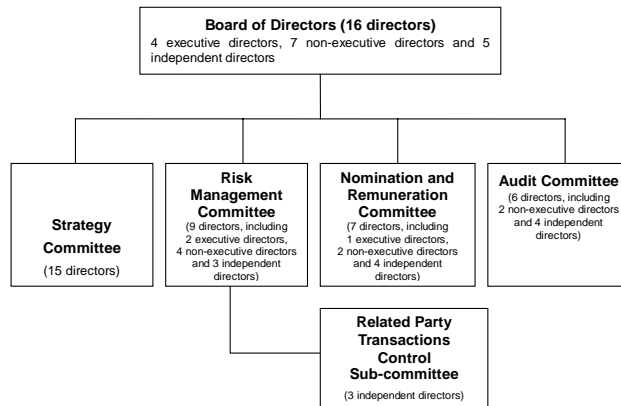 Board of Directors (16 directors)
4 executive directors, 7 non-executive directors and 5
independent directors
Strategy
Committee
(15 directors)
Risk
Management
Committee
(9 directors, including
2 executive directors,
4 non-executive directors
and 3 independent
directors)
Nomination and
Remuneration
Committee
(7 directors, including
1 executive directors,
2 non-executive directors
and 4 independent
directors)
Audit Committee
(6 directors, including
2 non-executive directors
and 4 independent
directors)
Related Party
Transactions
Control
Sub-committee
(3 independent directors)